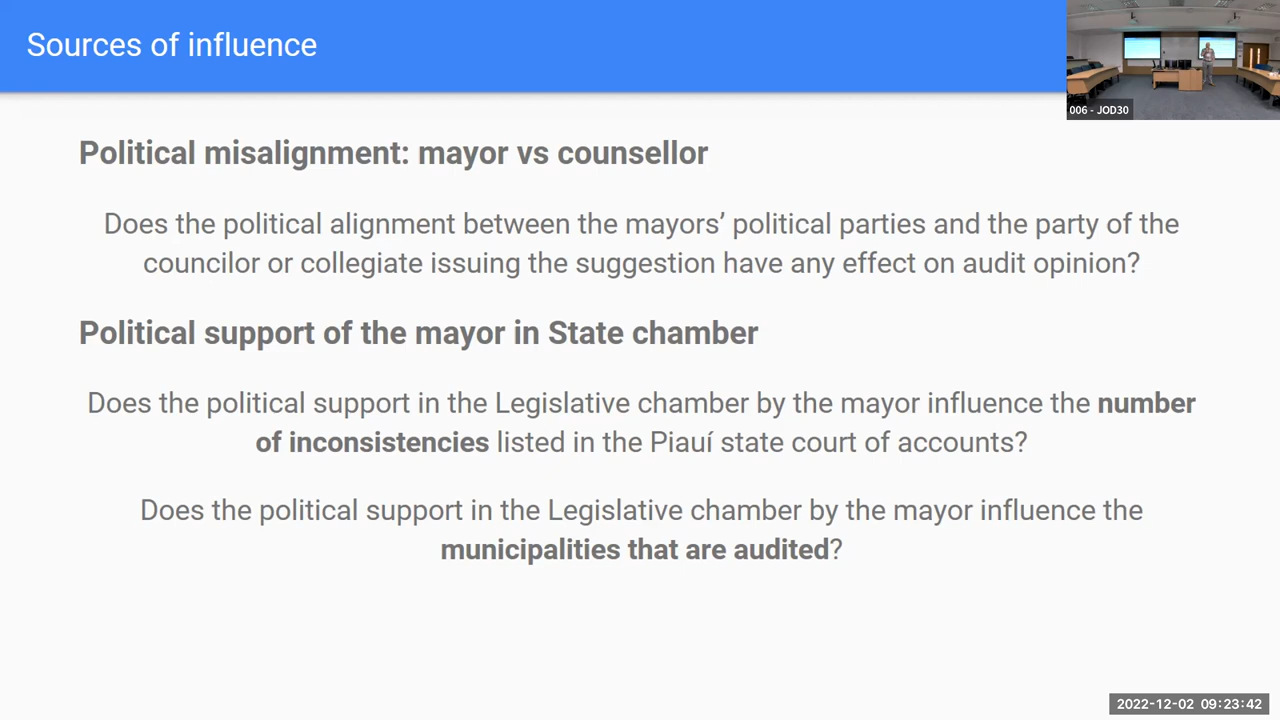 Sources of influence
006 - JOD30
Political misalignment: mayor vs counsellor
Does the political alignment between the mayors’ political parties and the party of the
councilor or collegiate issuing the suggestion have any effect on audit opinion?
Political support of the mayor in State chamber
Does the political support in the Legislative chamber by the mayor influence the number
of inconsistencies listed in the Piauí state court of accounts?
Does the political support in the Legislative chamber by the mayor influence the
municipalities that are audited?
2022-12-02 09:23:42